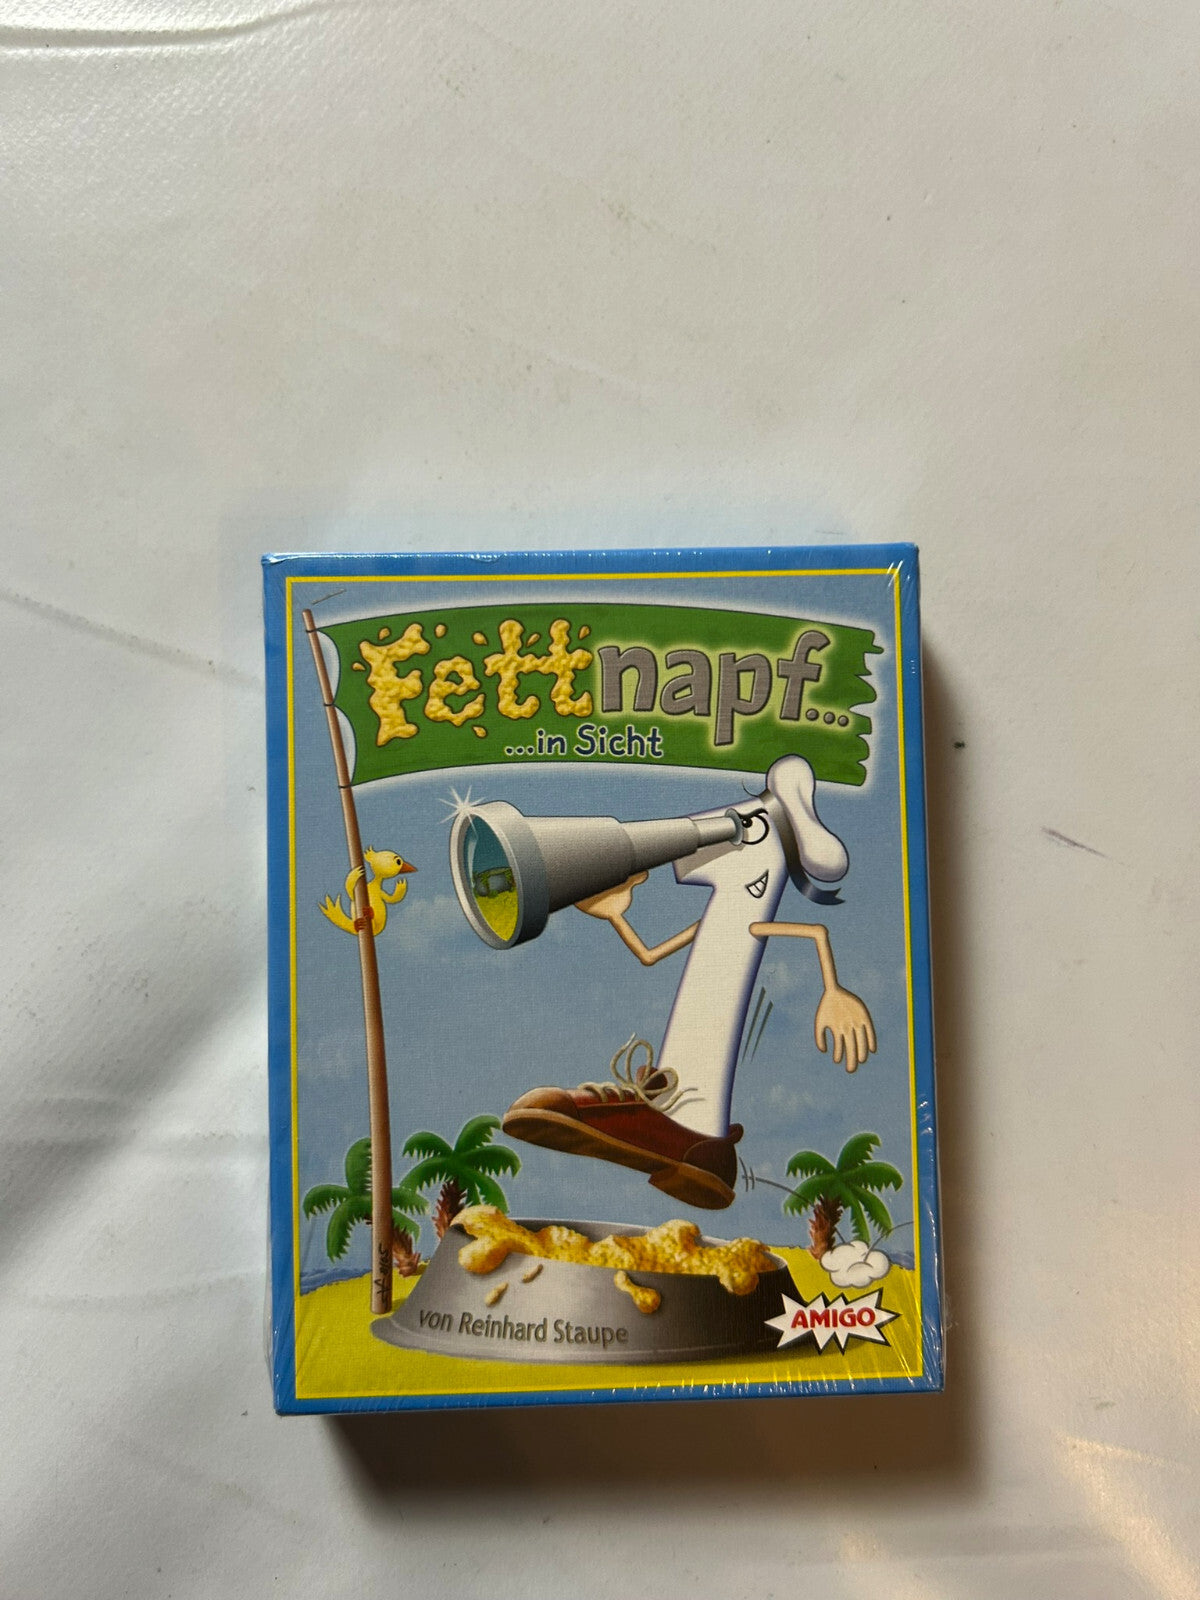 Fettnapf...
...in Sicht
von Reinhard Staupe
AMIGO